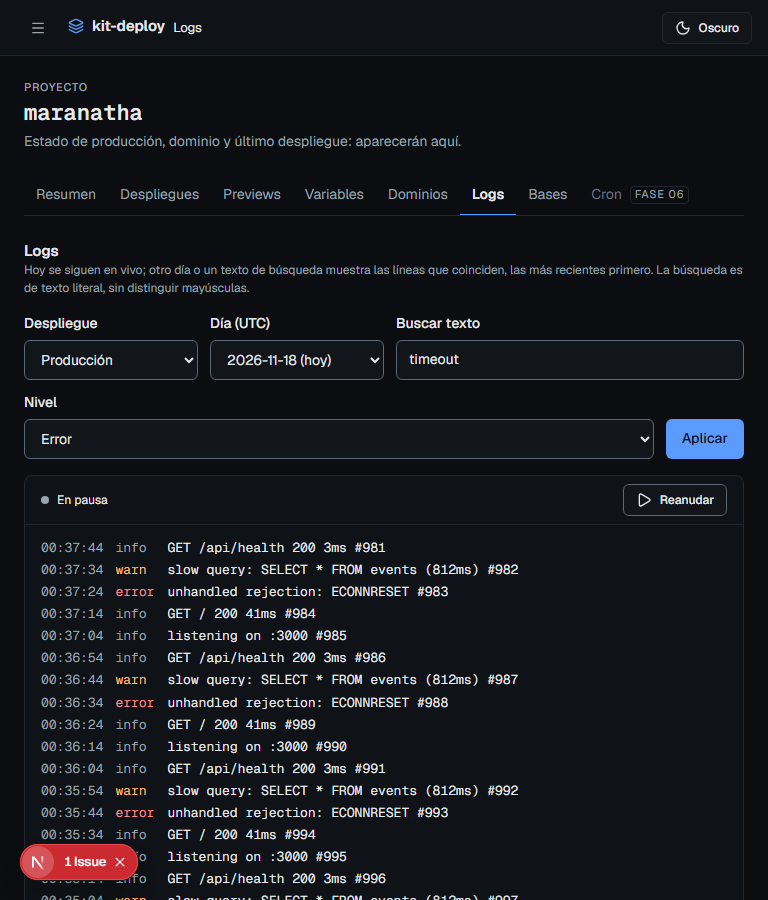 kit-deploy Logs
Oscuro
PROYECTO
maranatha
Estado de producción, dominio y último despliegue: aparecerán aquí.
Resumen Despliegues Previews Variables Dominios Logs Bases Cron FASE 06
Logs
Hoy se siguen en vivo; otro día o un texto de búsqueda muestra las líneas que coinciden, las más recientes primero. La búsqueda es
de texto literal, sin distinguir mayúsculas.
Despliegue Día (UTC) Buscar texto
Producción 2026-11-18 (hoy) timeout
Nivel
Error Aplicar
En pausa Reanudar
00:37:44 info GET /api/health 200 3ms #981
00:37:34 warn slow query: SELECT * FROM events (812ms) #982
00:37:24 error unhandled rejection: ECONNRESET #983
00:37:14 info GET / 200 41ms #984
00:37:04 info listening on :3000 #985
00:36:54 info GET /api/health 200 3ms #986
00:36:44 warn slow query: SELECT * FROM events (812ms) #987
00:36:34 error unhandled rejection: ECONNRESET #988
00:36:24 info GET / 200 41ms #989
00:36:14 info listening on :3000 #990
00:36:04 info GET /api/health 200 3ms #991
00:35:54 warn slow query: SELECT * FROM events (812ms) #992
00:35:44 error unhandled rejection: ECONNRESET #993
00:35:34 info GET / 200 41ms #994
listening on :3000 #995
N 1 Issue
GET /api/health 200 3ms #996
slow query: SELECT * FROM events (812ms) #997